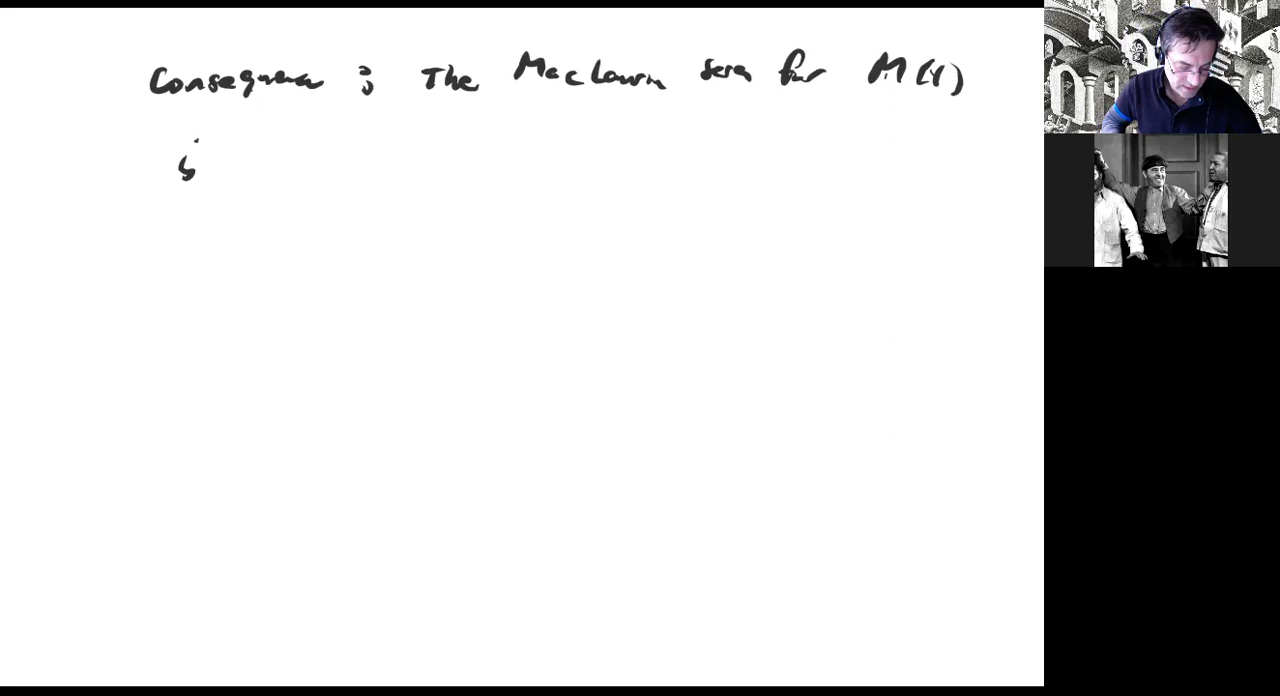 Consequence : The MacLaurin series for M(t)
is